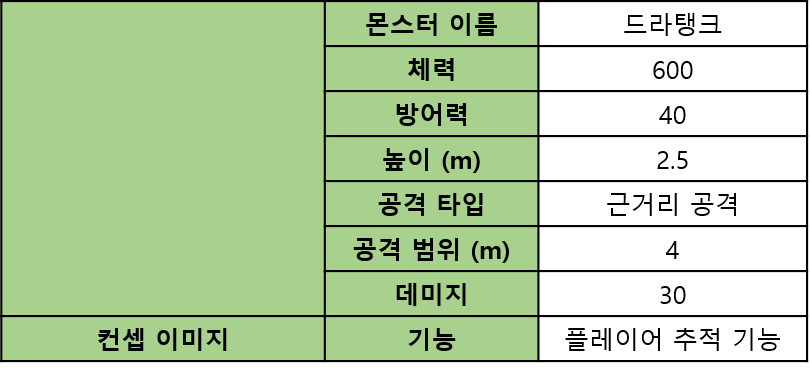 몬스터 이름 드라탱크
체력 600
방어력 40
높이 (m) 2.5
공격 타입 근거리 공격
공격 범위 (m) 4
데미지 30
컨셉 이미지 기능 플레이어 추적 기능